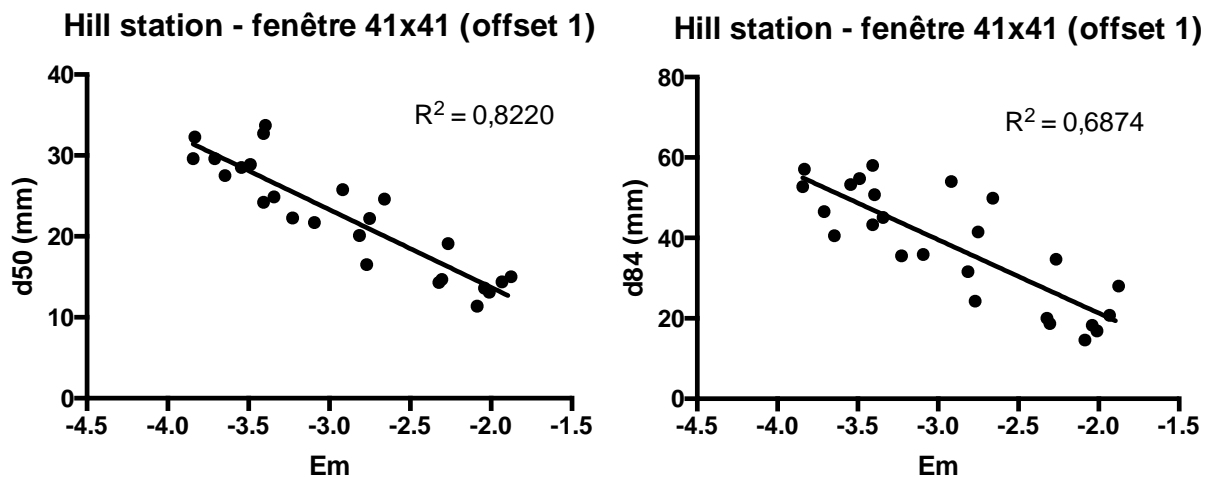 Hill station - fenêtre 41x41 (offset 1)
40
30
20
10
0
d50 (mm)
R² = 0,8220
-4.5 -4.0 -3.5 -3.0 -2.5 -2.0 -1.5
Em
Hill station - fenêtre 41x41 (offset 1)
80
60
40
20
0
d84 (mm)
R² = 0,6874
-4.5 -4.0 -3.5 -3.0 -2.5 -2.0 -1.5
Em